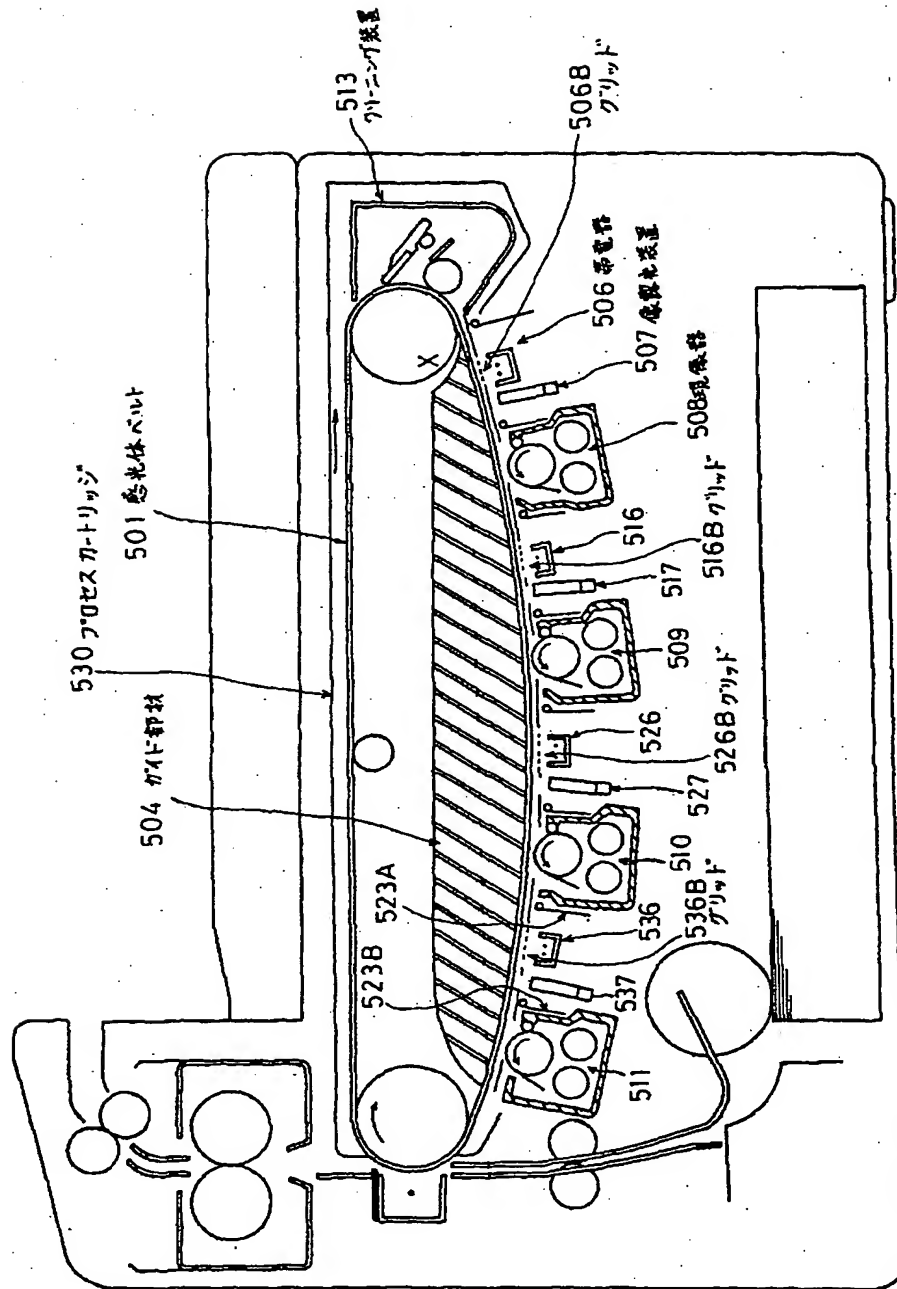 530 プロセスカートリッジ
501 感光体ベルト
504 ガイド部材
523A
523B
513
クリーニング装置
506B
グリッド
506 帯電器
507 像露光装置
508 現像器
516
516B グリッド
517
509
526
526B グリッド
527
510
536
536B
グリッド
537
511
X